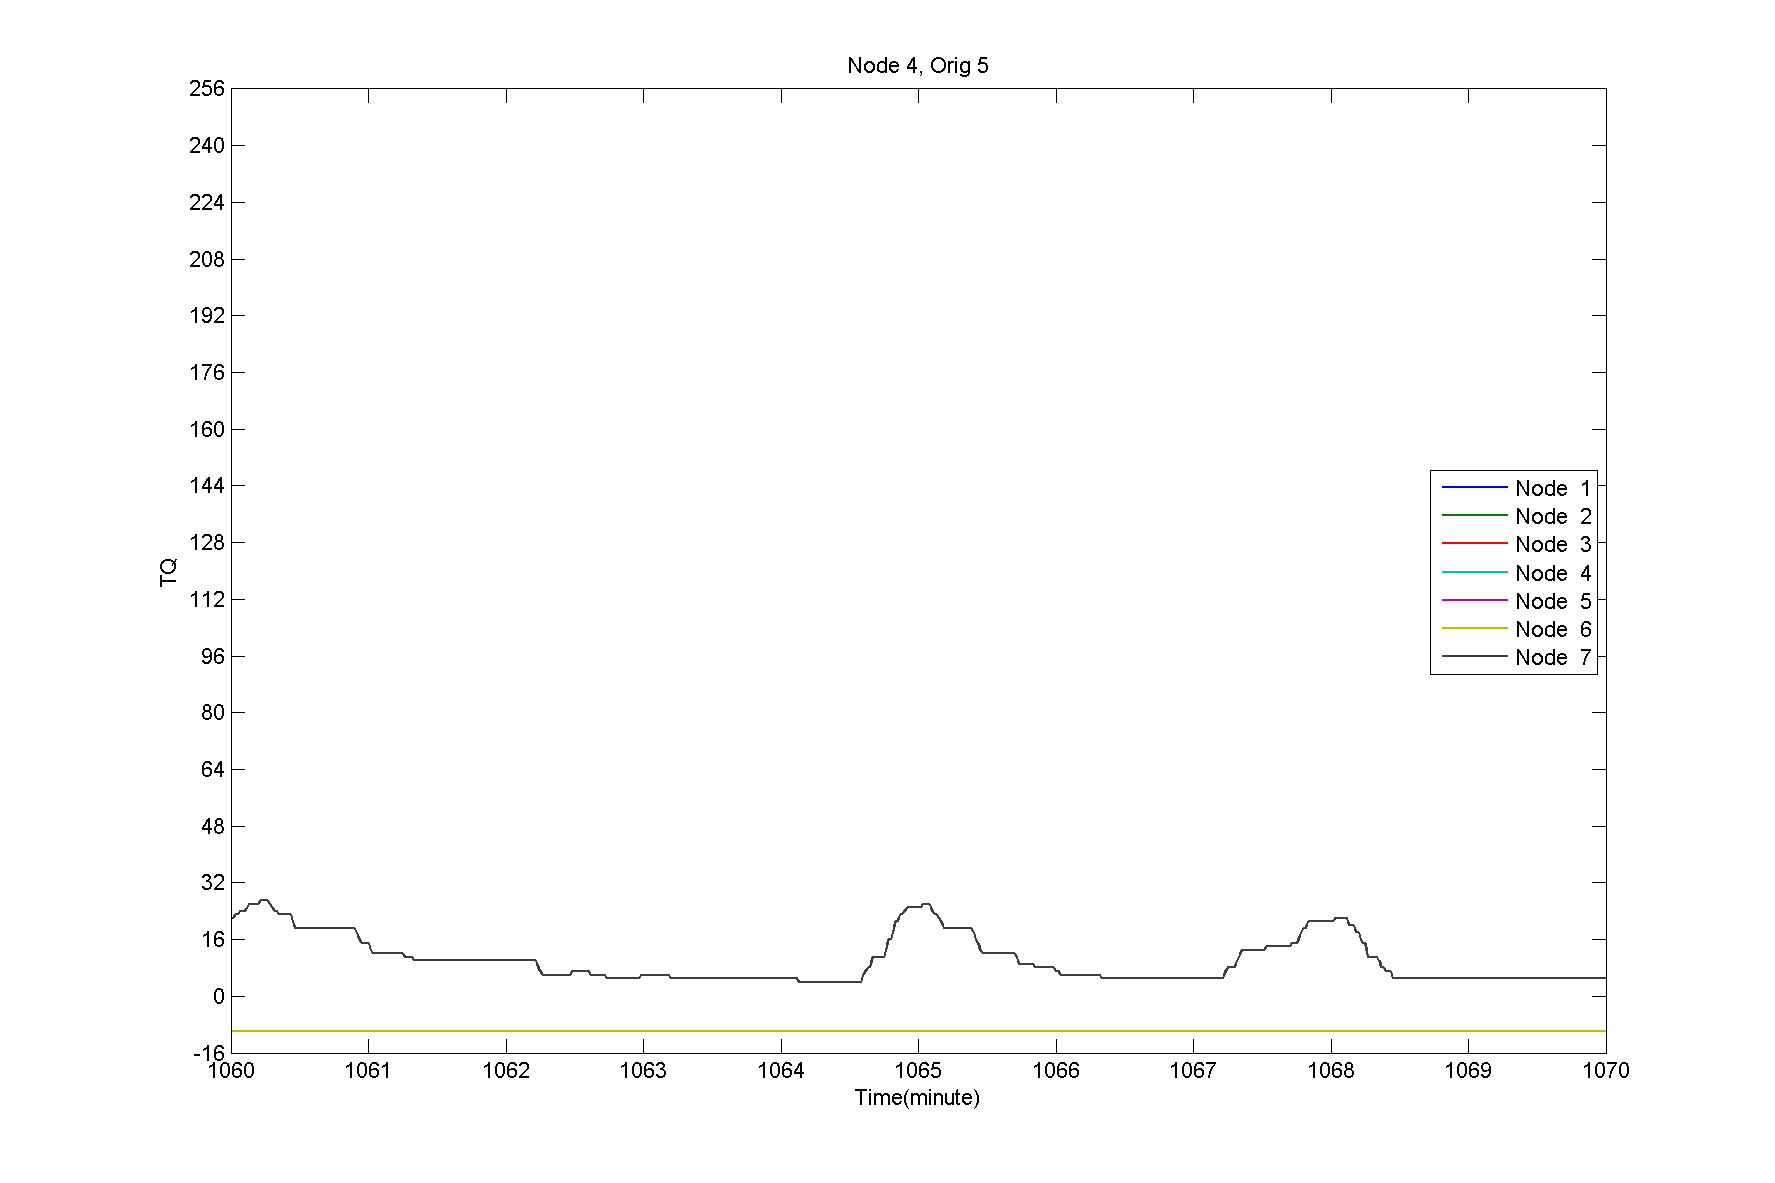 Node 4, Orig 5
256
240
224
208
192
176
160
144
128
112
96
80
64
48
32
16
0
-16
TQ
Node 1
Node 2
Node 3
Node 4
Node 5
Node 6
Node 7
1060 1061 1062 1063 1064 1065 1066 1067 1068 1069 1070
Time(minute)